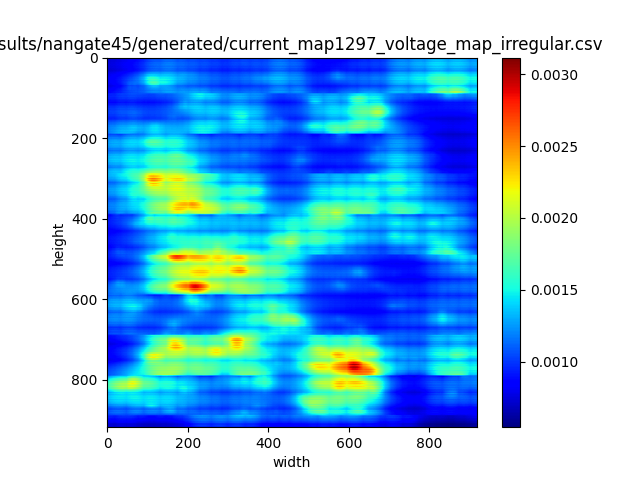 sults/nangate45/generated/current_map1297_voltage_map_irregular.csv
0
200
400
600
800
height
0 200 400 600 800
width
0.0030
0.0025
0.0020
0.0015
0.0010